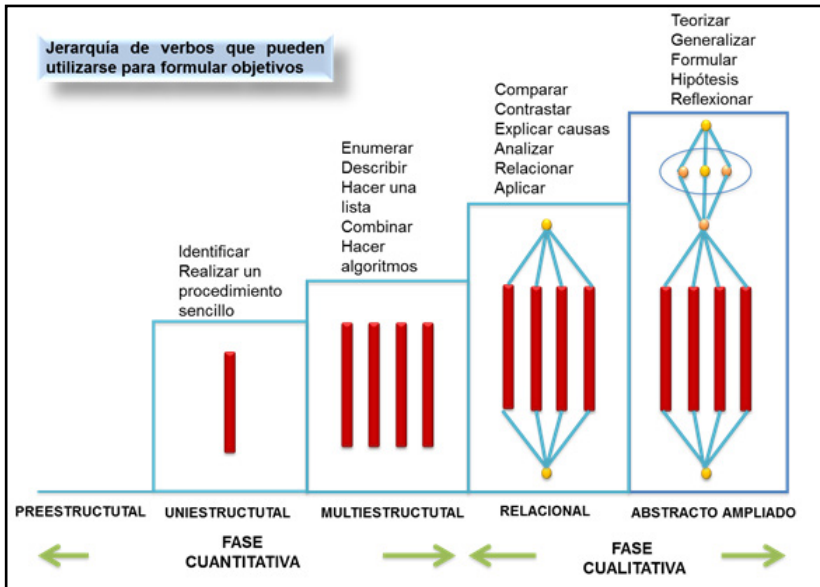 Jerarquía de verbos que pueden
utilizarse para formular objetivos
Identificar
Realizar un
procedimiento
sencillo
Enumerar
Describir
Hacer una
lista
Combinar
Hacer
algoritmos
Comparar
Contrastar
Explicar causas
Analizar
Relacionar
Aplicar
Teorizar
Generalizar
Formular
Hipótesis
Reflexionar
PREESTRUCTUTAL
UNIESTRUCTUTAL
MULTIESTRUCTUTAL
RELACIONAL
ABSTRACTO AMPLIADO
FASE
CUANTITATIVA
FASE
CUALITATIVA